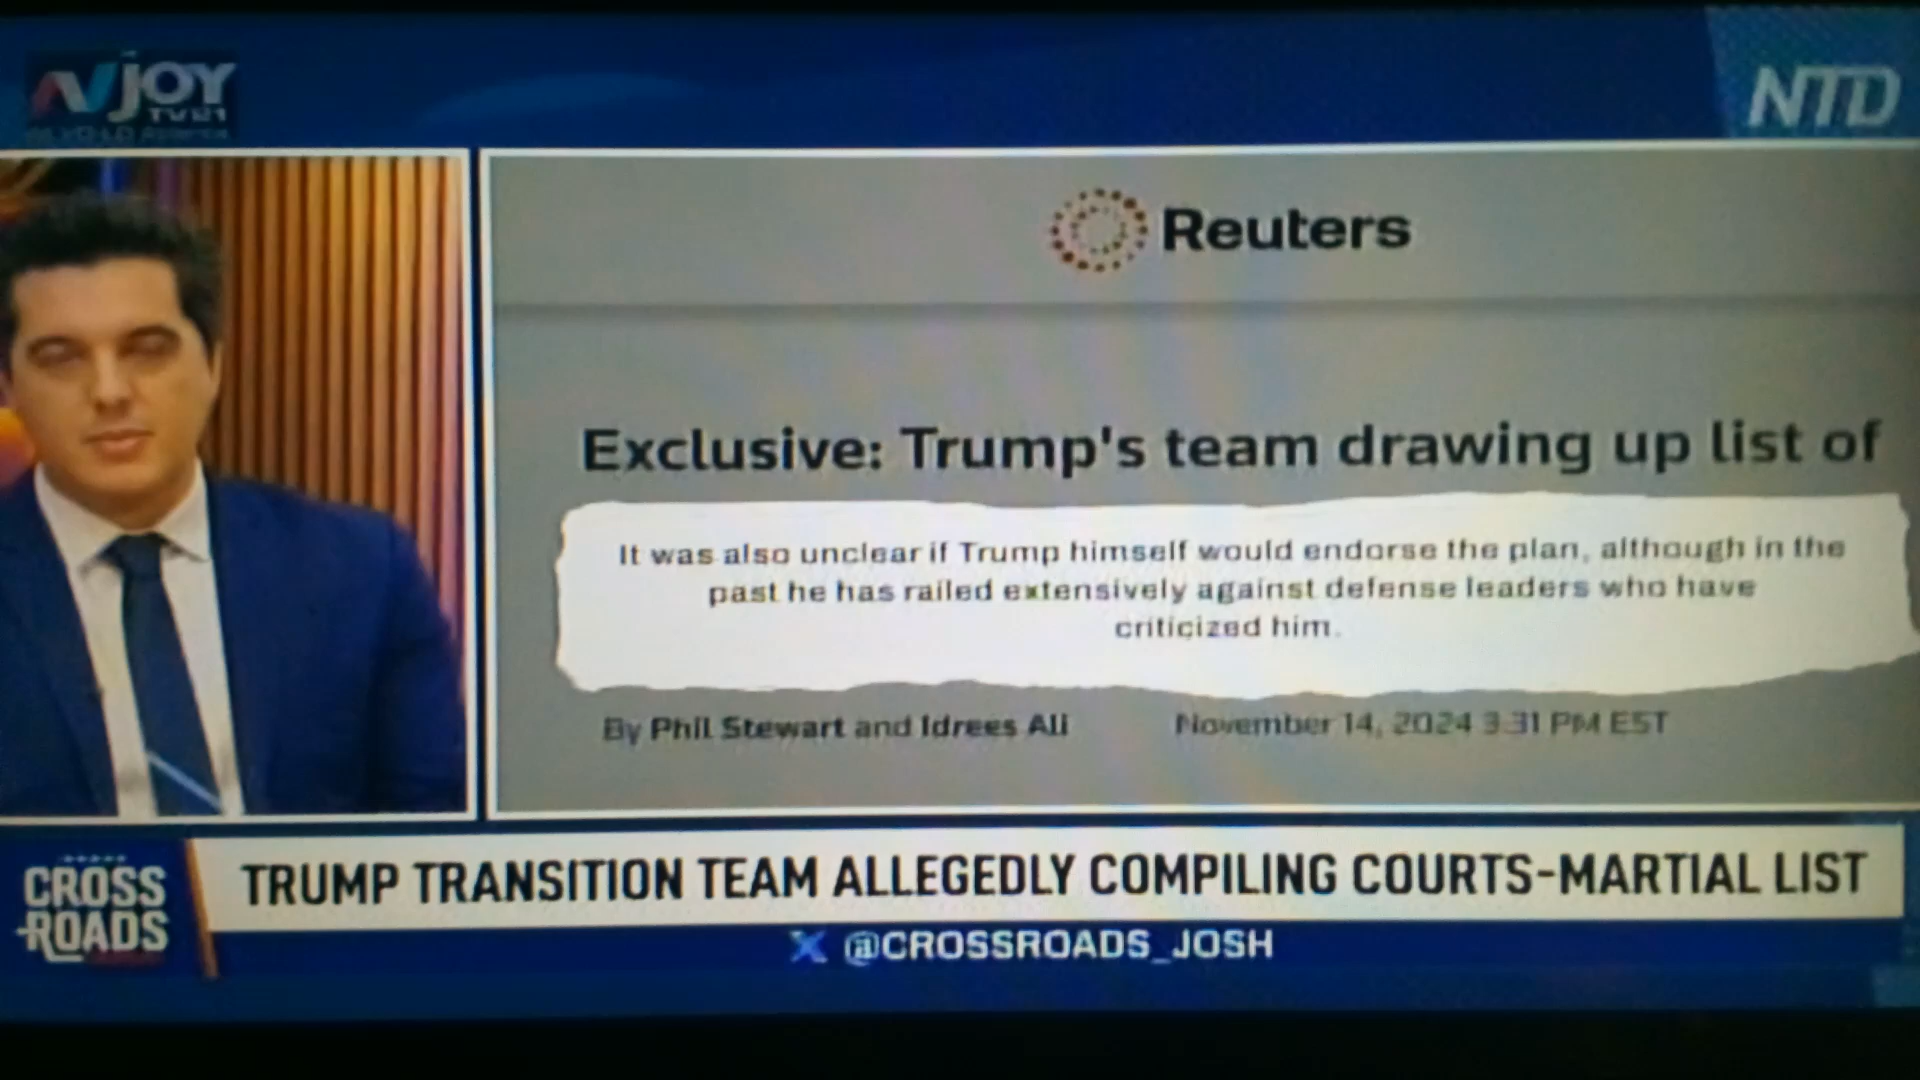 NJOY
TV21
NTD
Reuters
Exclusive: Trump's team drawing up list of
It was also unclear if Trump himself would endorse the plan, although in the
past he has railed extensively against defense leaders who have
criticized him.
By Phil Stewart and Idrees Ali
November 14, 2024 3:31 PM EST
CROSS
ROADS
TRUMP TRANSITION TEAM ALLEGEDLY COMPILING COURTS-MARTIAL LIST
X @CROSSROADS_JOSH